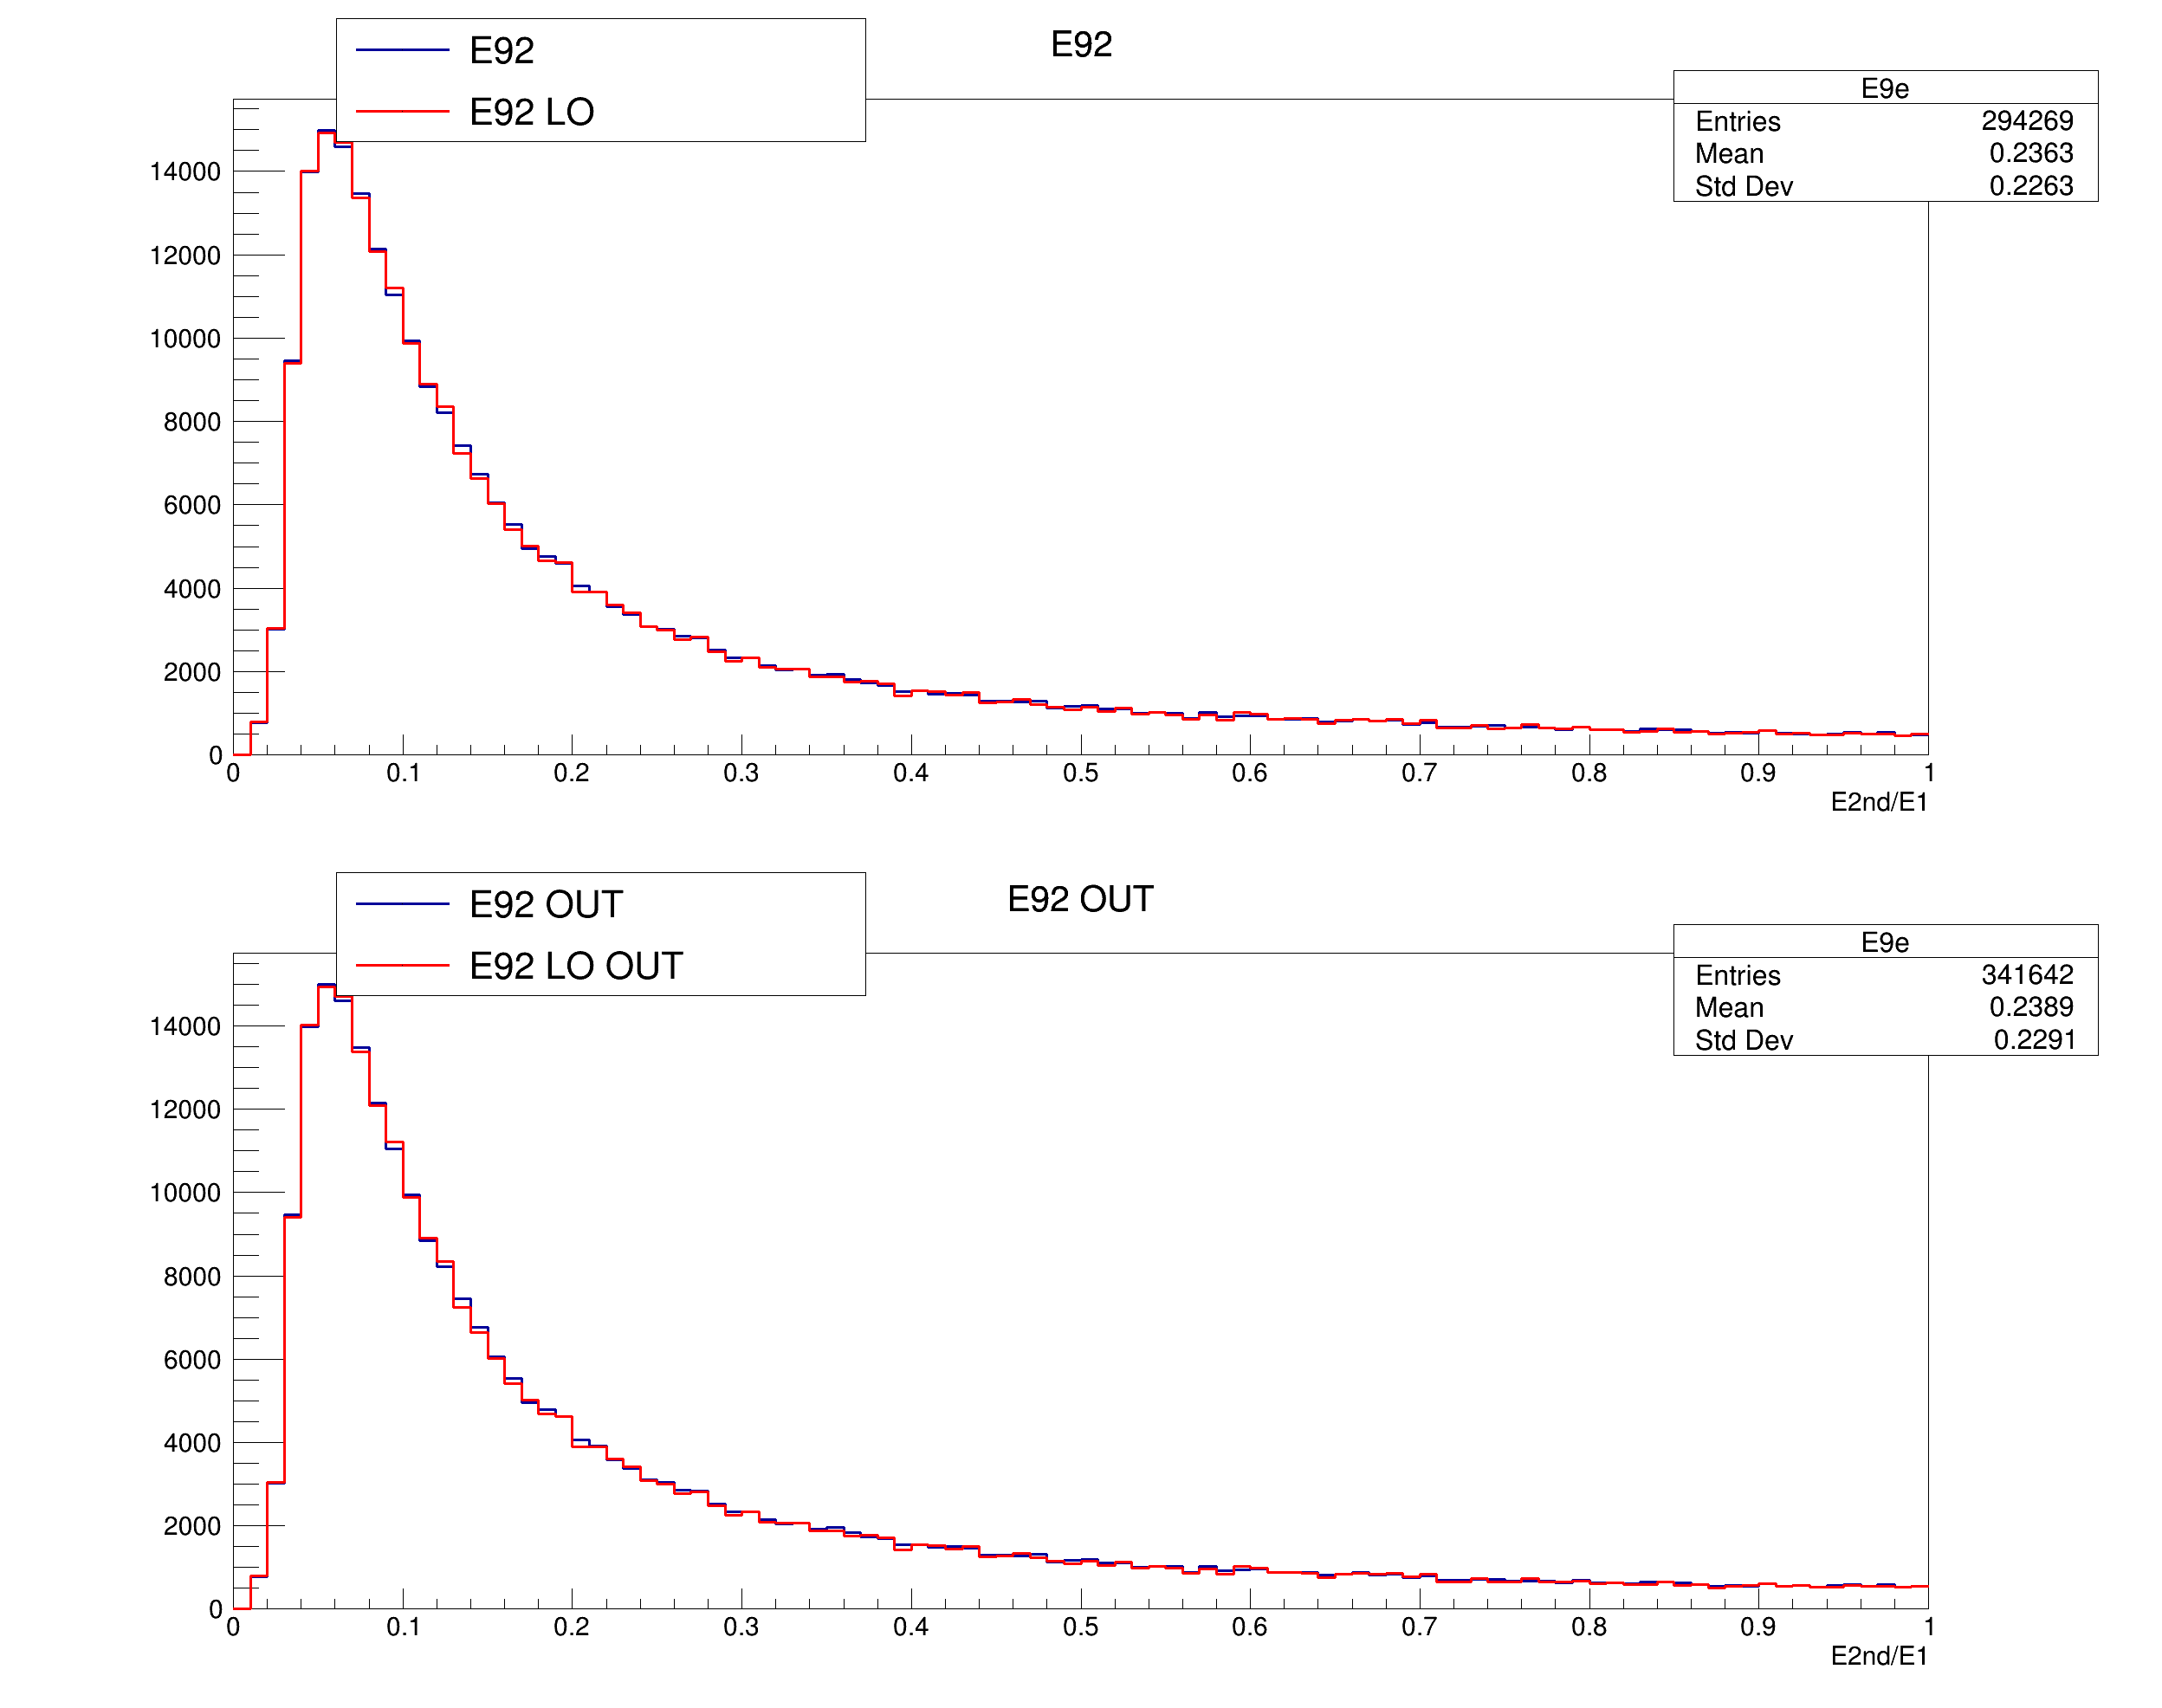 E92
E92
E92 LO
E9e
Entries 294269
Mean 0.2363
Std Dev 0.2263
14000
12000
10000
8000
6000
4000
2000
0
0 0.1 0.2 0.3 0.4 0.5 0.6 0.7 0.8 0.9 1
E2nd/E1
E92 OUT
E92 OUT
E92 LO OUT
E9e
Entries 341642
Mean 0.2389
Std Dev 0.2291
14000
12000
10000
8000
6000
4000
2000
0
0 0.1 0.2 0.3 0.4 0.5 0.6 0.7 0.8 0.9 1
E2nd/E1